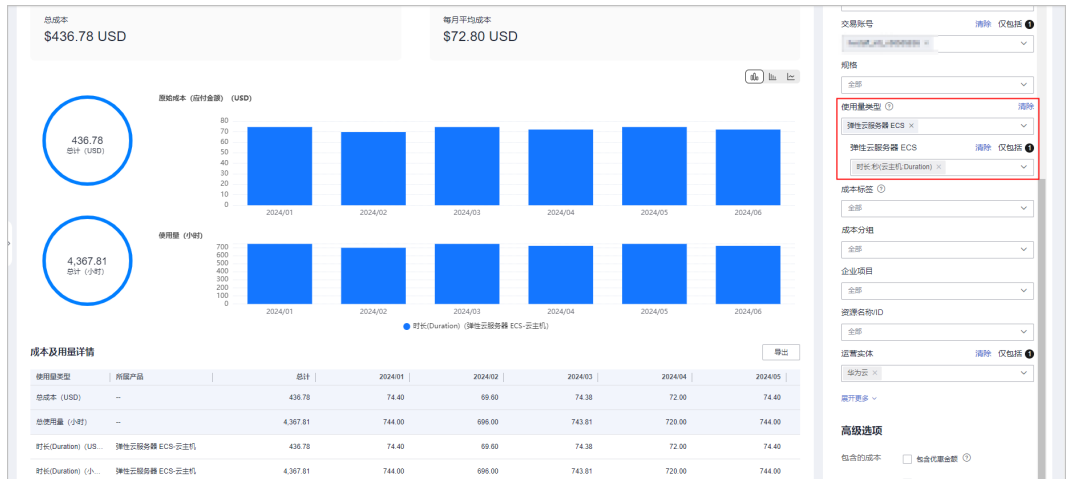 总成本
$436.78 USD
每月平均成本
$72.80 USD
原始成本（应付金额）(USD)
436.78
总计（USD）
80
70
60
50
40
30
20
10
0
2024/01 2024/02 2024/03 2024/04 2024/05 2024/06
使用量（小时）
4,367.81
总计（小时）
700
600
500
400
300
200
100
0
2024/01 2024/02 2024/03 2024/04 2024/05 2024/06
时长(Duration)（弹性云服务器 ECS-云主机）
成本及用量详情
导出
使用量类型 所属产品 总计 2024/01 2024/02 2024/03 2024/04 2024/05
总成本（USD） -- 436.78 74.40 69.60 74.38 72.00 74.40
总使用量（小时） -- 4,367.81 744.00 696.00 743.81 720.00 744.00
时长(Duration)（US... 弹性云服务器 ECS-云主机 436.78 74.40 69.60 74.38 72.00 74.40
时长(Duration)（小... 弹性云服务器 ECS-云主机 4,367.81 744.00 696.00 743.81 720.00 744.00
交易账号 清除 仅包括 1
规格
全部
使用量类型 清除
弹性云服务器 ECS ×
弹性云服务器 ECS 清除 仅包括 1
时长:秒(云主机:Duration) ×
成本标签
全部
成本分组
全部
企业项目
全部
资源名称/ID
全部
运营实体 清除 仅包括 1
华为云 ×
展开更多
高级选项
包含的成本 包含优惠金额